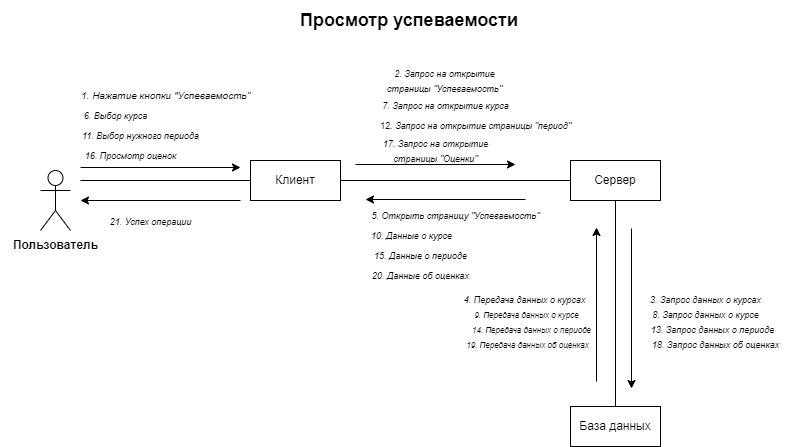 Просмотр успеваемости
1. Нажатие кнопки "Успеваемость"
6. Выбор курса
11. Выбор нужного периода
16. Просмотр оценок
2. Запрос на открытие
страницы "Успеваемость"
7. Запрос на открытие курса
12. Запрос на открытие страницы "период"
17. Запрос на открытие
страницы "Оценки"
Клиент
Сервер
Пользователь
21. Успех операции
5. Открыть страницу "Успеваемость"
10. Данные о курсе
15. Данные о периоде
20. Данные об оценках
4. Передача данных о курсах
9. Передача данных о курсе
14. Передача данных о периоде
19. Передача данных об оценках
3. Запрос данных о курсах
8. Запрос данных о курсе
13. Запрос данных о периоде
18. Запрос данных об оценках
База данных